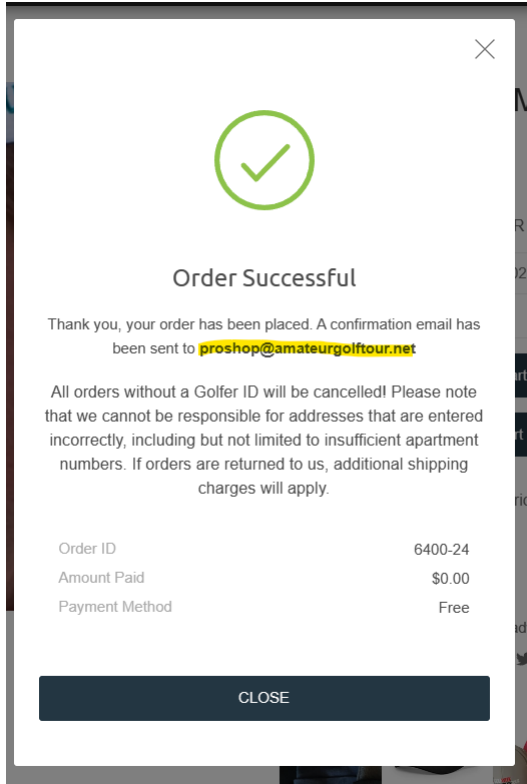 Order Successful
Thank you, your order has been placed. A confirmation email has
been sent to proshop@amateurgolftour.net
All orders without a Golfer ID will be cancelled! Please note
that we cannot be responsible for addresses that are entered
incorrectly, including but not limited to insufficient apartment
numbers. If orders are returned to us, additional shipping
charges will apply.
Order ID 6400-24
Amount Paid $0.00
Payment Method Free
CLOSE